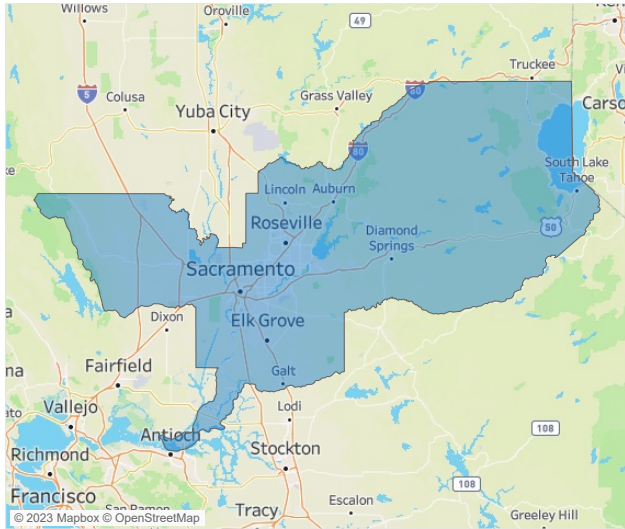 Willows
Oroville
49
Truckee
5
Colusa
Grass Valley
80
Yuba City
80
Lincoln
Auburn
South Lake
Tahoe
Roseville
Diamond
Springs
50
Sacramento
Dixon
Elk Grove
Fairfield
Galt
Vallejo
Lodi
Antioch
108
Richmond
Stockton
108
Francisco
San Ramon
Tracy
Escalon
Greeley Hill
© 2023 Mapbox © OpenStreetMap